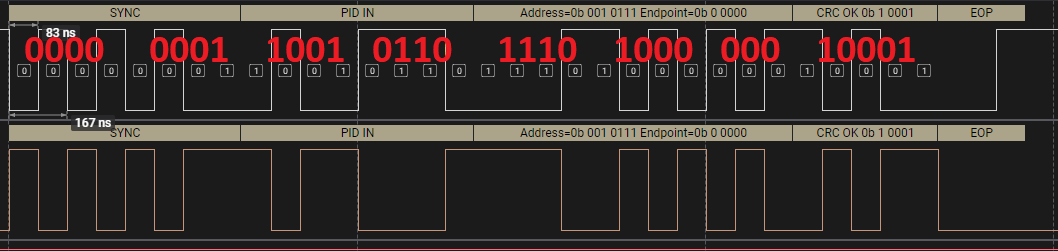 SYNC PID IN Address=0b 001 0111 Endpoint=0b 0 0000 CRC OK 0b 1 0001 EOP
83 ns
0000 0001 1001 0110 1110 1000 000 10001
0 0 0 0 0 0 0 1 1 0 0 1 0 1 1 0 1 1 1 0 1 0 0 0 0 0 0 1 0 0 0 1
167 ns
SYNC PID IN Address=0b 001 0111 Endpoint=0b 0 0000 CRC OK 0b 1 0001 EOP